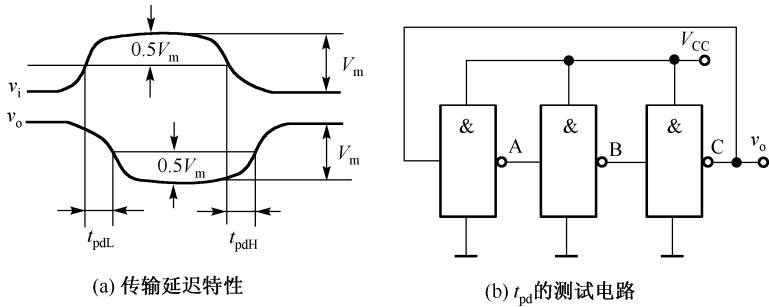 0.5Vm
Vm
vi
vo
0.5Vm
Vm
tpdL
tpdH
(a) 传输延迟特性
VCC
& & &
A B C
vo
(b) tpd的测试电路